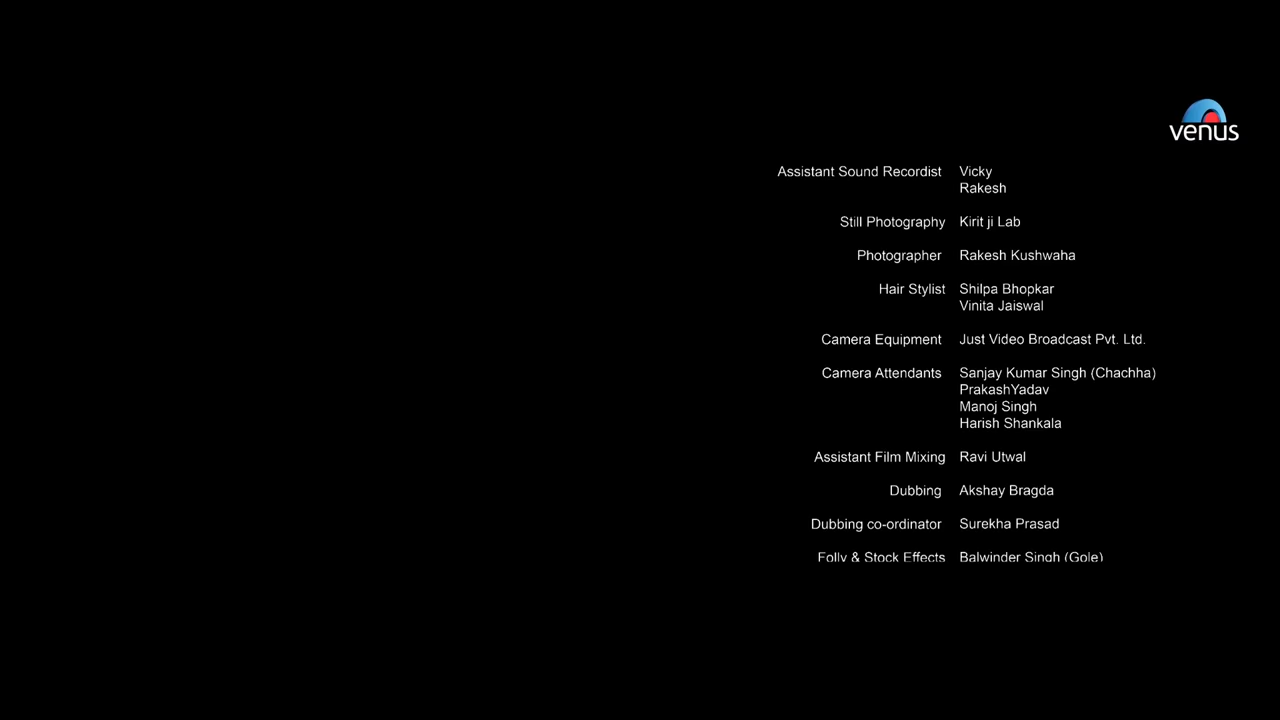 venus
Assistant Sound Recordist Vicky
Rakesh
Still Photography Kirit ji Lab
Photographer Rakesh Kushwaha
Hair Stylist Shilpa Bhopkar
Vinita Jaiswal
Camera Equipment Just Video Broadcast Pvt. Ltd.
Camera Attendants Sanjay Kumar Singh (Chachha)
PrakashYadav
Manoj Singh
Harish Shankala
Assistant Film Mixing Ravi Utwal
Dubbing Akshay Bragda
Dubbing co-ordinator Surekha Prasad
Folly & Stock Effects Balwinder Singh (Gole)